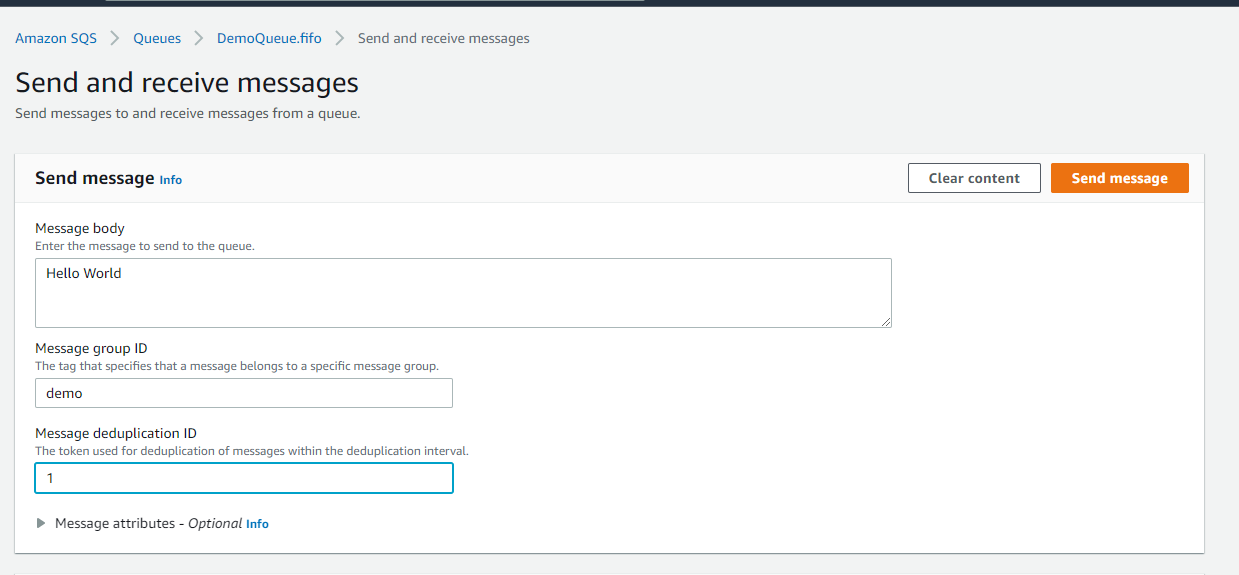 Amazon SQS > Queues > DemoQueue.fifo > Send and receive messages
Send and receive messages
Send messages to and receive messages from a queue.
Send message Info
Clear content
Send message
Message body
Enter the message to send to the queue.
Hello World
Message group ID
The tag that specifies that a message belongs to a specific message group.
demo
Message deduplication ID
The token used for deduplication of messages within the deduplication interval.
1
Message attributes - Optional Info